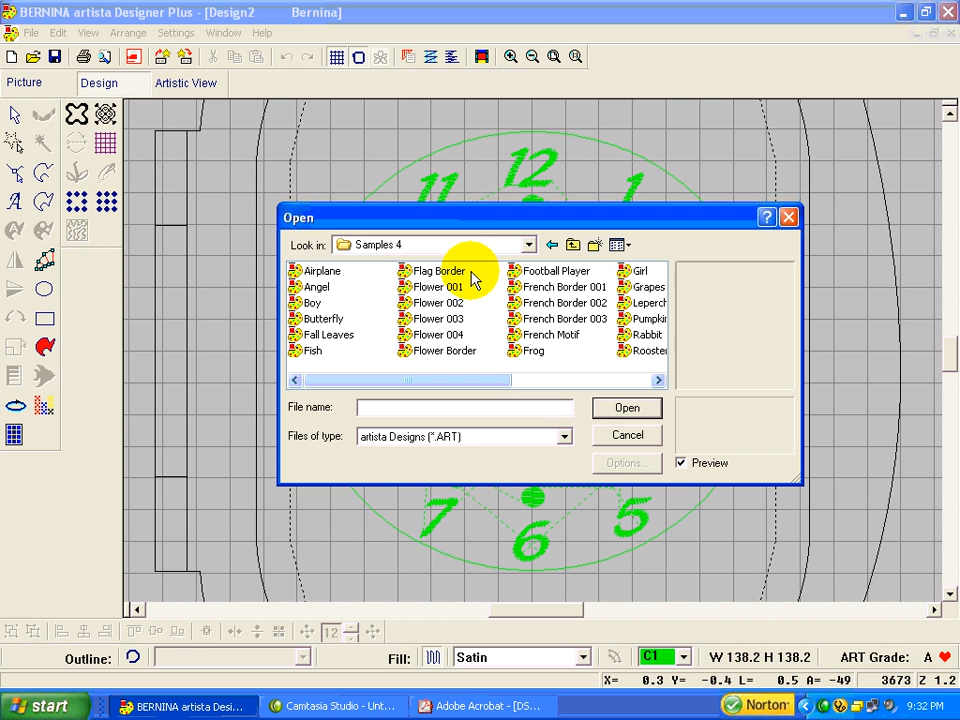 BERNINA artista Designer Plus - [Design2 Bernina]
File Edit View Arrange Settings Window Help
Picture Design Artistic View
12
11 1
Open
Look in: Samples 4
Airplane Flag Border Football Player Girl
Angel Flower 001 French Border 001 Grapes
Boy Flower 002 French Border 002 Leperch
Butterfly Flower 003 French Border 003 Pumpkin
Fall Leaves Flower 004 French Motif Rabbit
Fish Flower Border Frog Rooster
File name: Open
Files of type: artista Designs (*.ART) Cancel
Options... Preview
7 6 5
12
Outline: Fill: Satin C1 W 138.2 H 138.2 ART Grade: A
X= 0.3 Y= -0.4 L= 0.5 A= -49 3673 Z 1.2
start BERNINA artista Desi... Camtasia Studio - Unt... Adobe Acrobat - [DS... Norton 9:32 PM